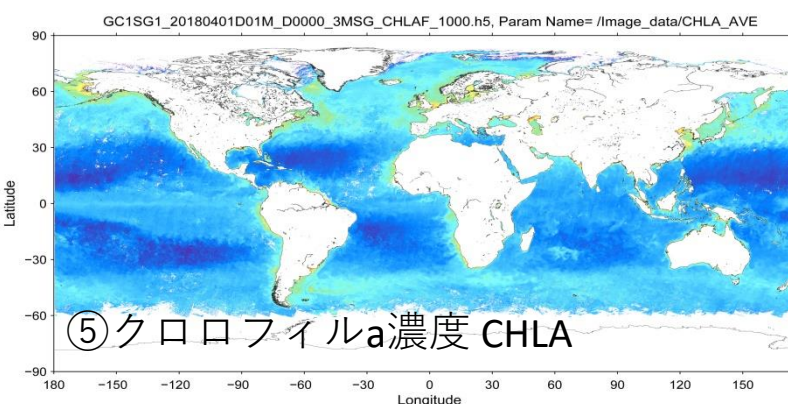 GC1SG1_20180401D01M_D0000_3MSG_CHLAF_1000.h5, Param Name= /Image_data/CHLA_AVE
90
60
30
0
−30
−60
−90
Latitude
⑤クロロフィルa濃度 CHLA
180 −150 −120 −90 −60 −30 0 30 60 90 120 150
Longitude